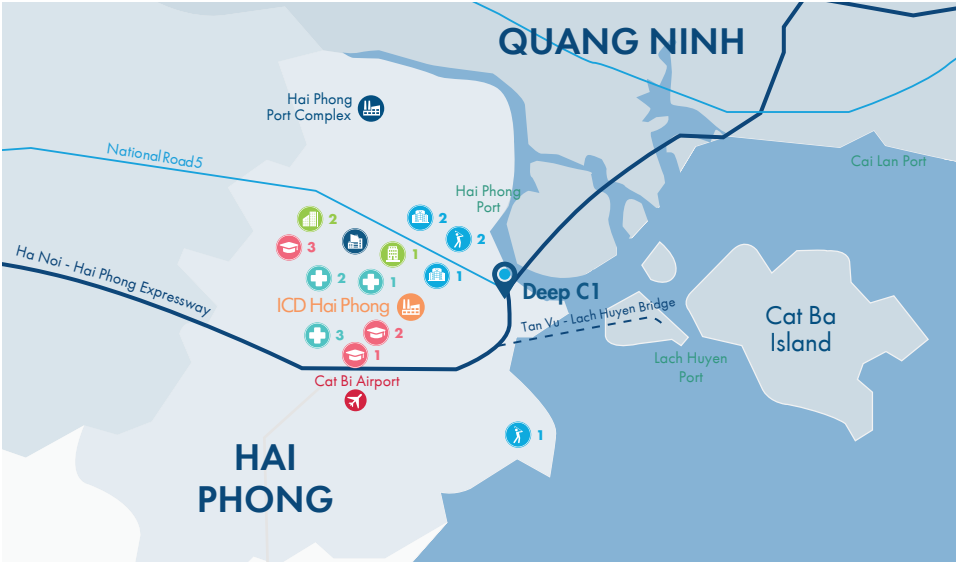 QUANG NINH
Hai Phong
Port Complex
National Road 5
Cai Lan Port
Hai Phong
Port
2
2
3
2
1
2
1
1
Ha Noi - Hai Phong Expressway
Deep C1
ICD Hai Phong
Tan Vu - Lach Huyen Bridge
Cat Ba
Island
3
2
1
Lach Huyen
Port
Cat Bi Airport
1
HAI
PHONG